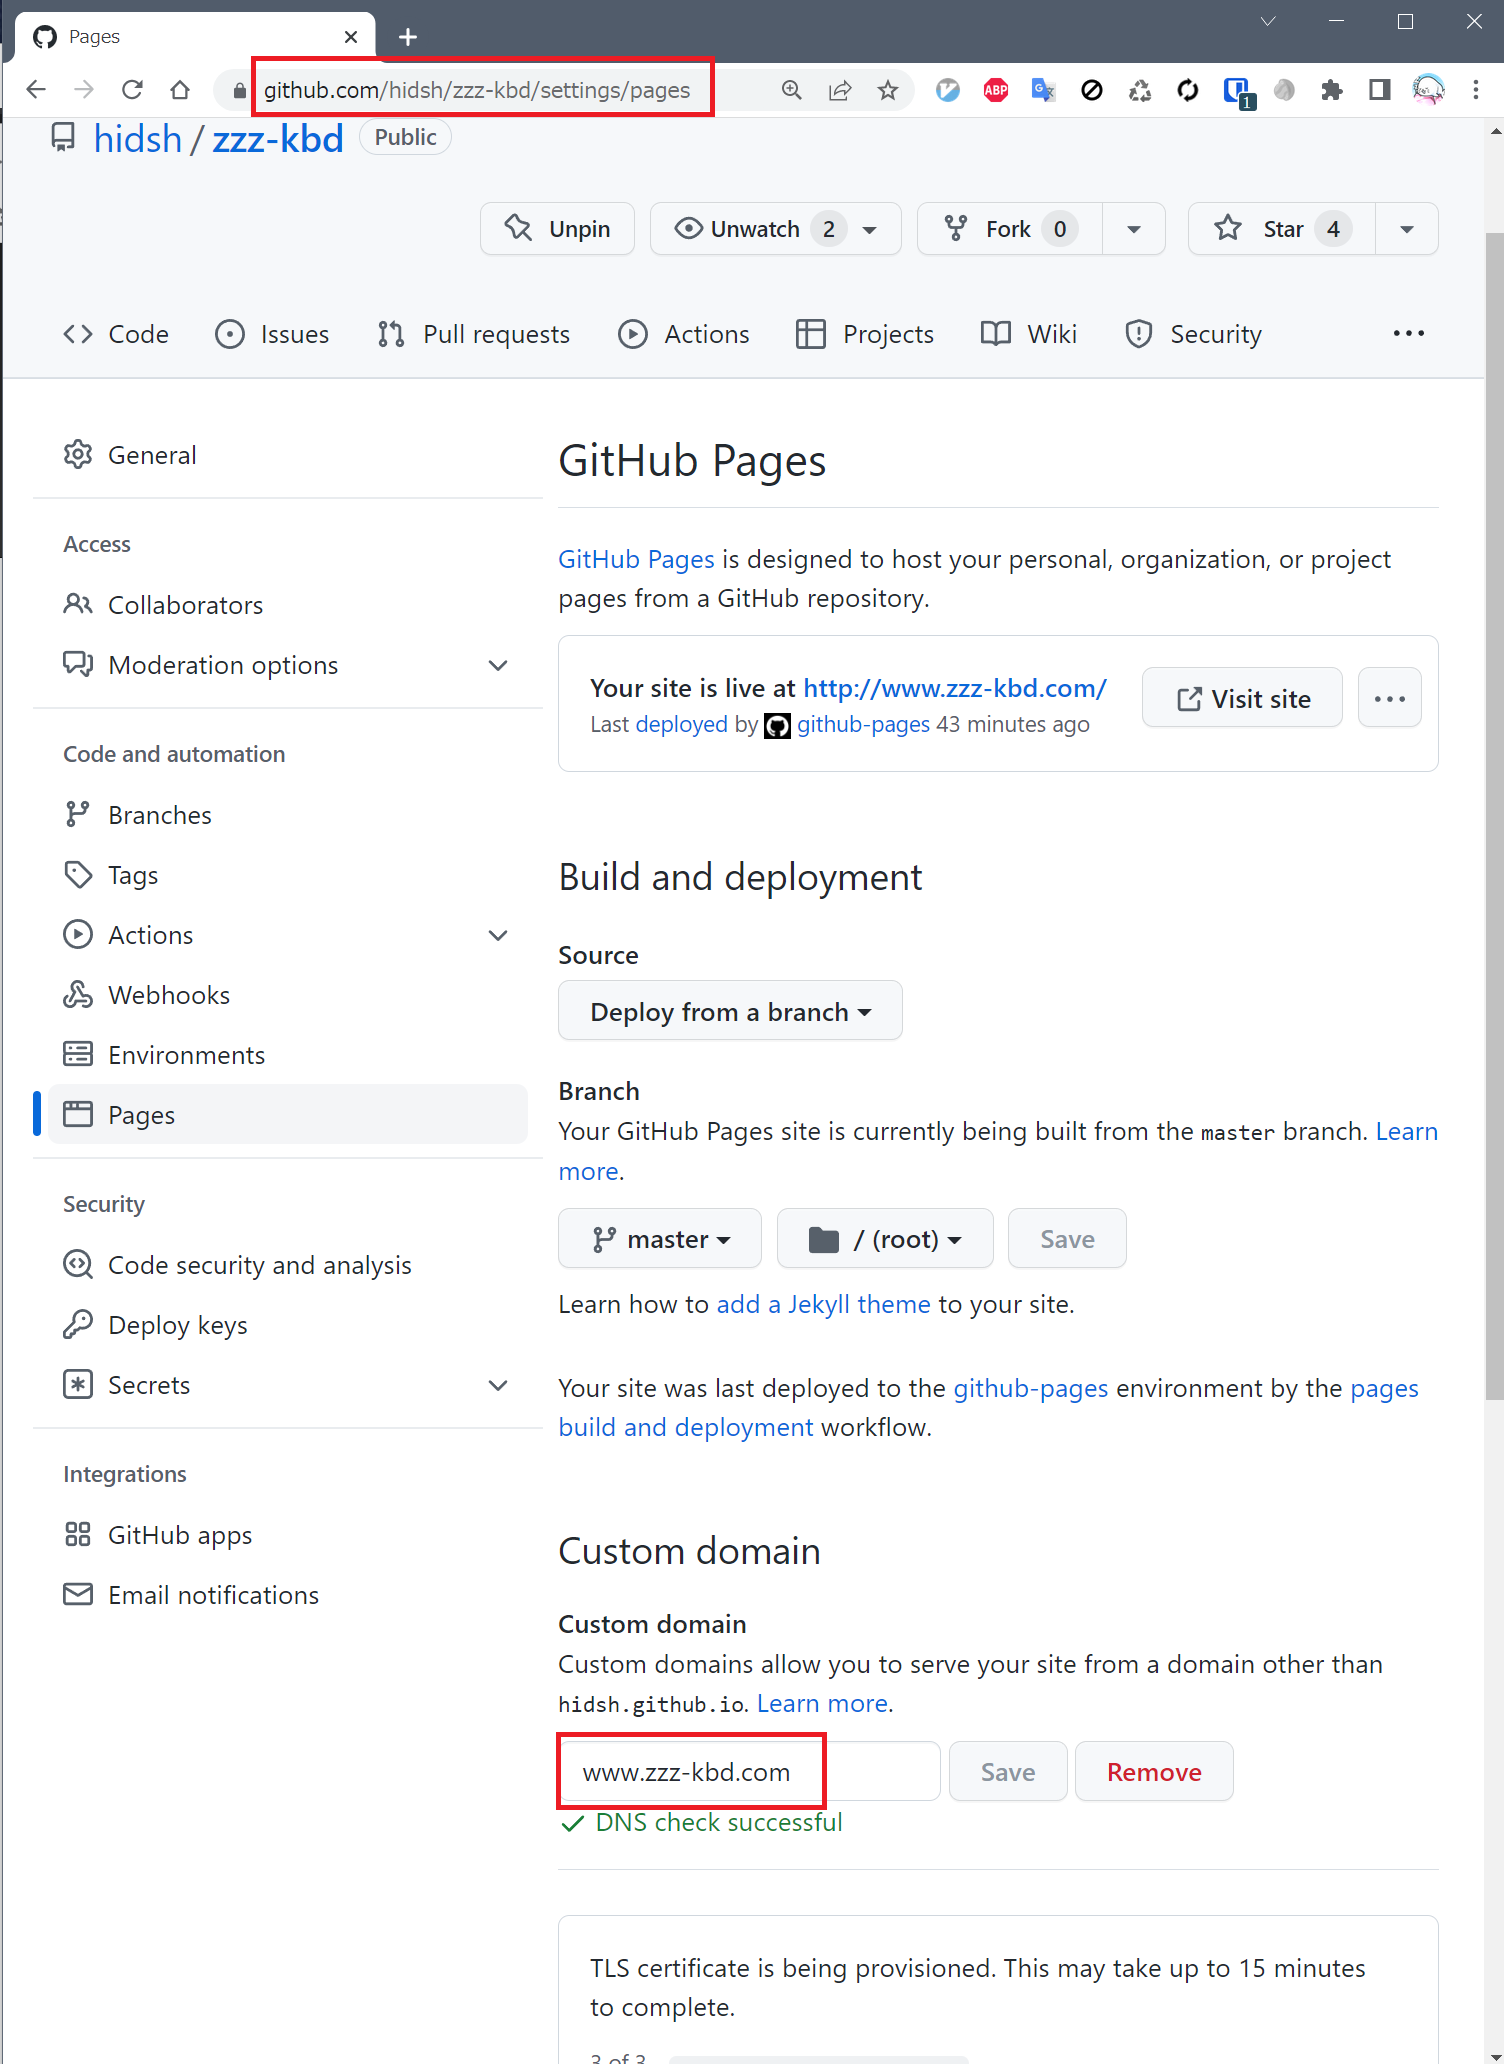 Pages
github.com/hidsh/zzz-kbd/settings/pages
ABP
G
1
hidsh / zzz-kbd Public
Unpin
Unwatch 2
Fork 0
Star 4
Code
Issues
Pull requests
Actions
Projects
Wiki
Security
General
Access
Collaborators
Moderation options
Code and automation
Branches
Tags
Actions
Webhooks
Environments
Pages
Security
Code security and analysis
Deploy keys
Secrets
Integrations
GitHub apps
Email notifications
GitHub Pages
GitHub Pages is designed to host your personal, organization, or project
pages from a GitHub repository.
Your site is live at http://www.zzz-kbd.com/
Last deployed by github-pages 43 minutes ago
Visit site
Build and deployment
Source
Deploy from a branch
Branch
Your GitHub Pages site is currently being built from the master branch. Learn
more.
master
/ (root)
Save
Learn how to add a Jekyll theme to your site.
Your site was last deployed to the github-pages environment by the pages
build and deployment workflow.
Custom domain
Custom domain
Custom domains allow you to serve your site from a domain other than
hidsh.github.io. Learn more.
www.zzz-kbd.com
Save
Remove
DNS check successful
TLS certificate is being provisioned. This may take up to 15 minutes
to complete.
3 of 3